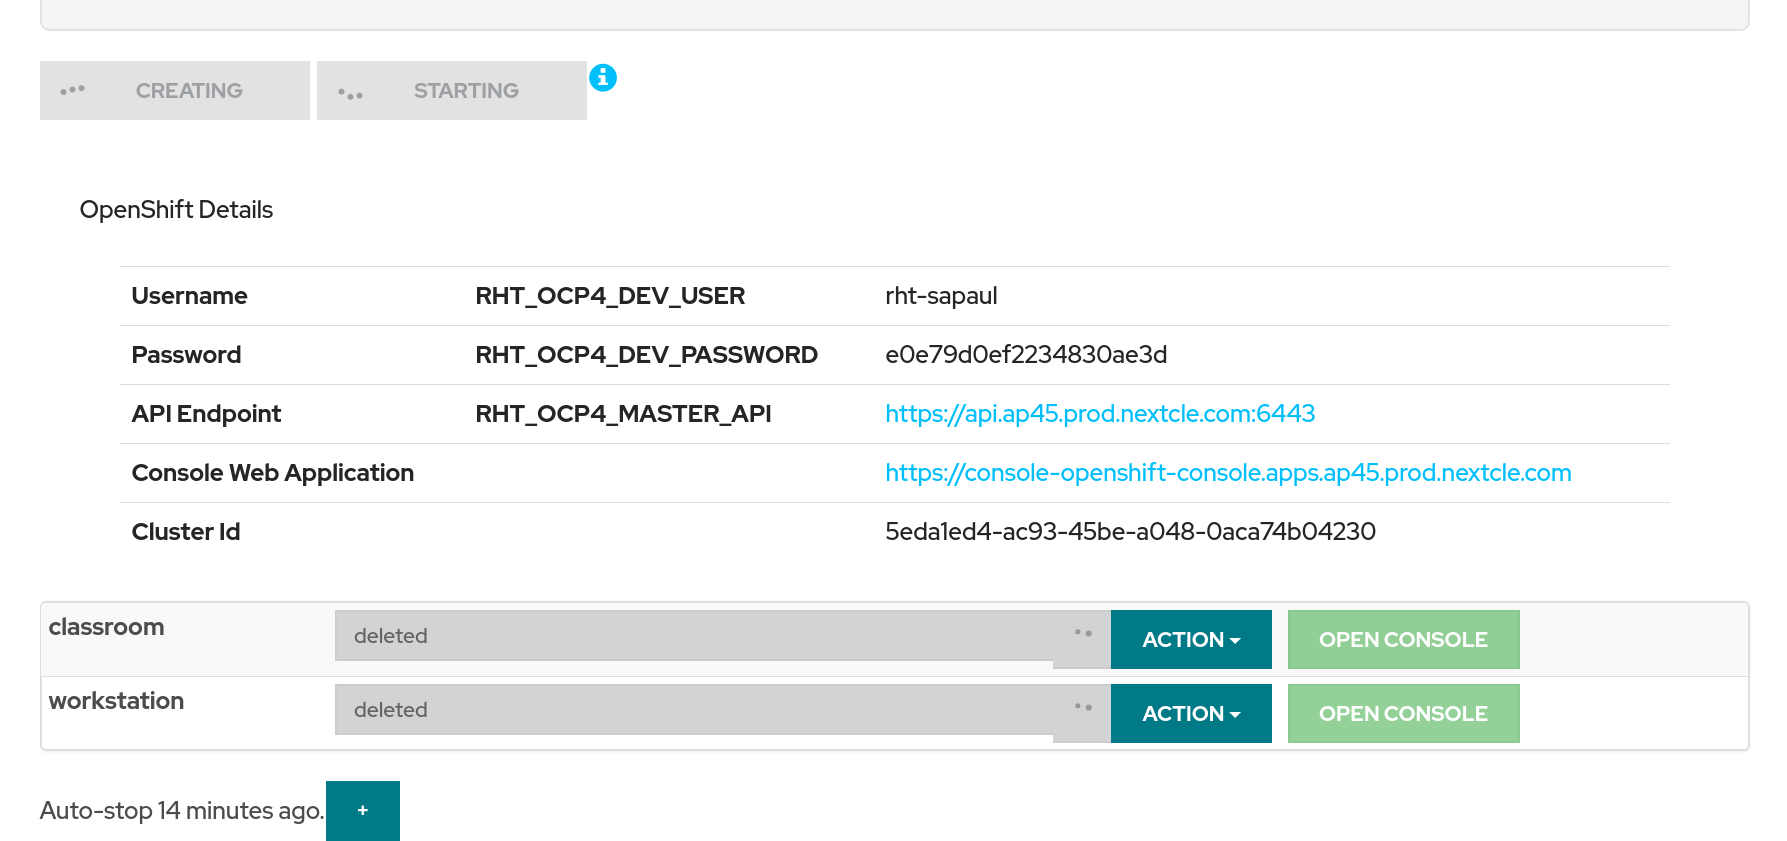 CREATING STARTING
OpenShift Details
Username RHT_OCP4_DEV_USER rht-sapaul
Password RHT_OCP4_DEV_PASSWORD e0e79d0ef2234830ae3d
API Endpoint RHT_OCP4_MASTER_API https://api.ap45.prod.nextcle.com:6443
Console Web Application https://console-openshift-console.apps.ap45.prod.nextcle.com
Cluster Id 5eda1ed4-ac93-45be-a048-0aca74b04230
classroom deleted ACTION OPEN CONSOLE
workstation deleted ACTION OPEN CONSOLE
Auto-stop 14 minutes ago. +